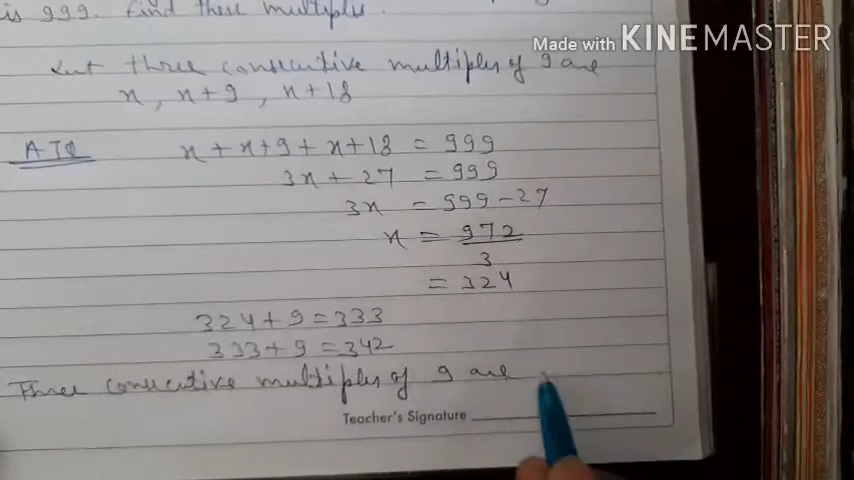 is 999. Find these multiples.
Made with KINEMASTER
Let three consecutive multiples of 9 are
x, x+9, x+18
ATQ x + x+9 + x+18 = 999
3x + 27 = 999
3x = 999 - 27
x = 972
3
= 324
324 + 9 = 333
333 + 9 = 342
Three consecutive multiples of 9 are
Teacher's Signature